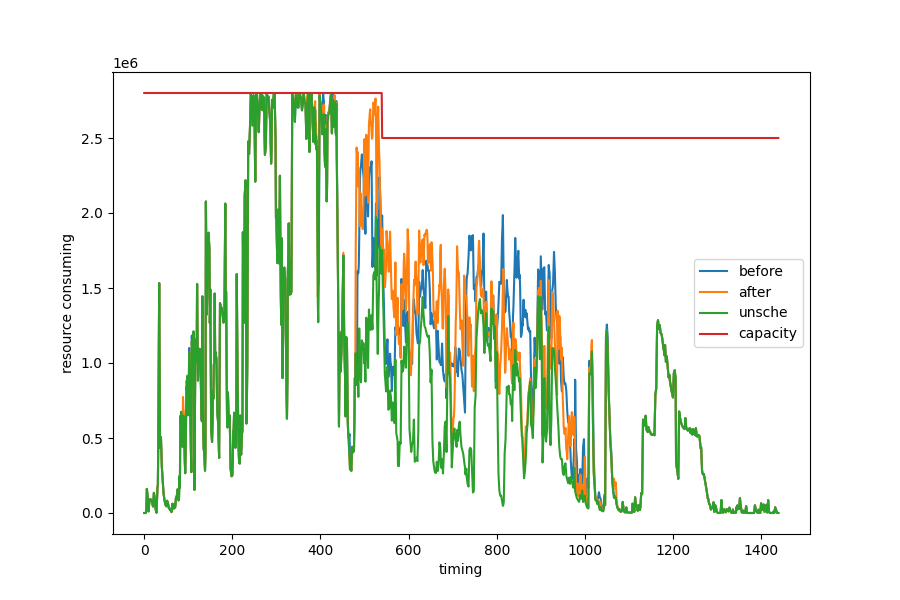 1e6
2.5
2.0
1.5
1.0
0.5
0.0
resource consuming
before
after
unsche
capacity
0 200 400 600 800 1000 1200 1400
timing